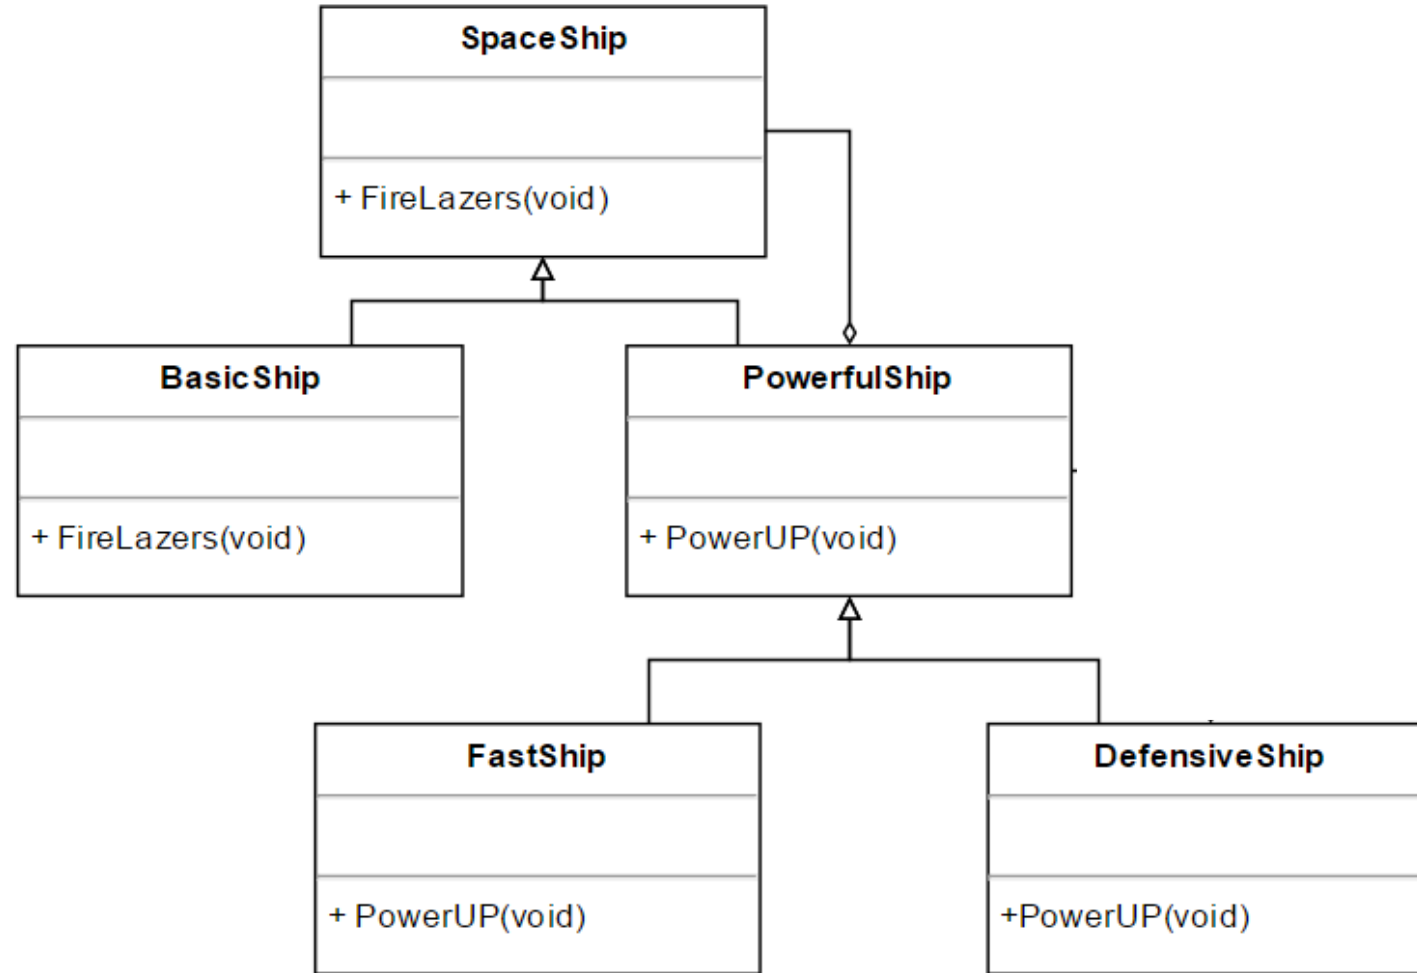 SpaceShip
+ FireLazers(void)
BasicShip
+ FireLazers(void)
PowerfulShip
+ PowerUP(void)
FastShip
+ PowerUP(void)
DefensiveShip
+PowerUP(void)